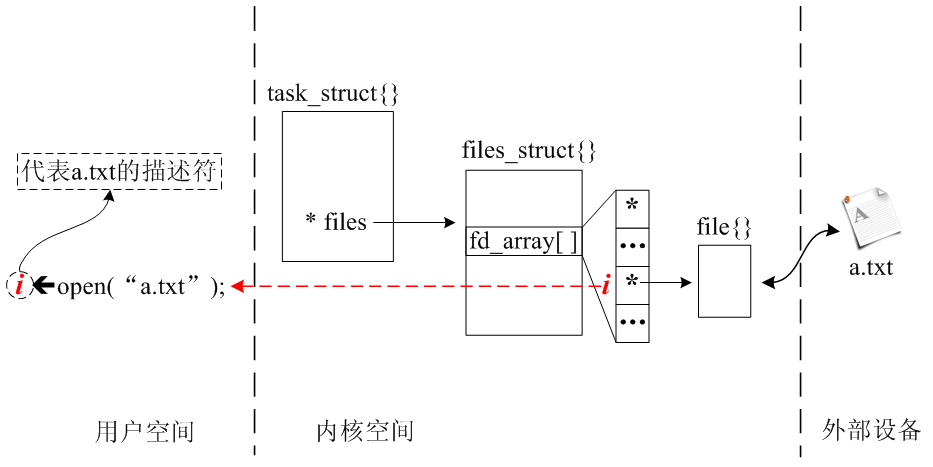 task_struct{}
代表a.txt的描述符
files_struct{}
* files
*
fd_array[ ]
•••
file{}
A
a.txt
i
open(“a.txt”);
i
*
•••
用户空间
内核空间
外部设备